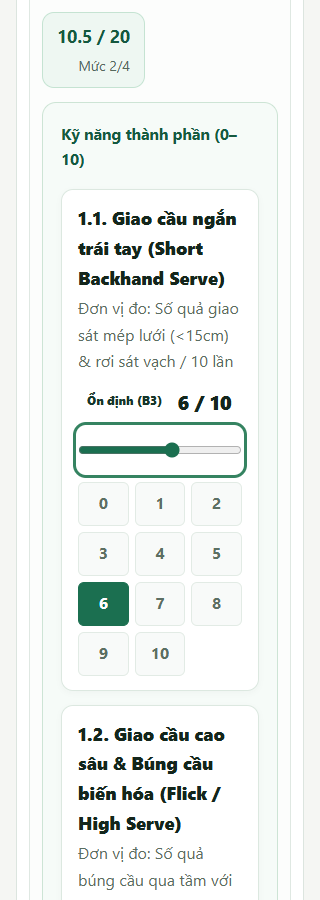 10.5 / 20
Mức 2/4
Kỹ năng thành phần (0–
10)
1.1. Giao cầu ngắn
trái tay (Short
Backhand Serve)
Đơn vị đo: Số quả giao
sát mép lưới (<15cm)
& rơi sát vạch / 10 lần
Ổn định (B3) 6 / 10
0 1 2
3 4 5
6 7 8
9 10
1.2. Giao cầu cao
sâu & Búng cầu
biến hóa (Flick /
High Serve)
Đơn vị đo: Số quả
búng cầu qua tầm với